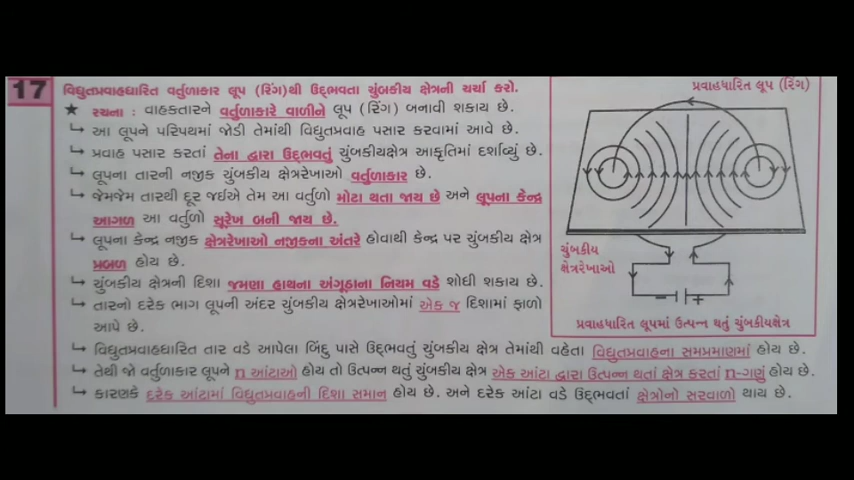 17 વિદ્યુતપ્રવાહધારિત વર્તુળાકાર લૂપ (રિંગ)થી ઉદ્ભવતા ચુંબકીય ક્ષેત્રની ચર્ચા કરો.
★ રચના : વાહકતારને વર્તુળાકારે વાળીને લૂપ (રિંગ) બનાવી શકાય છે.
↳ આ લૂપને પરિપથમાં જોડી તેમાંથી વિદ્યુતપ્રવાહ પસાર કરવામાં આવે છે.
↳ પ્રવાહ પસાર કરતાં તેના દ્વારા ઉદ્ભવતું ચુંબકીયક્ષેત્ર આકૃતિમાં દર્શાવ્યું છે.
↳ લૂપના તારની નજીક ચુંબકીય ક્ષેત્રરેખાઓ વર્તુળાકાર છે.
↳ જેમજેમ તારથી દૂર જઈએ તેમ આ વર્તુળો મોટા થતા જાય છે અને લૂપના કેન્દ્ર
આગળ આ વર્તુળો સુરેખ બની જાય છે.
↳ લૂપના કેન્દ્ર નજીક ક્ષેત્રરેખાઓ નજીકના અંતરે હોવાથી કેન્દ્ર પર ચુંબકીય ક્ષેત્ર
પ્રબળ હોય છે.
↳ ચુંબકીય ક્ષેત્રની દિશા જમણા હાથના અંગૂઠાના નિયમ વડે શોધી શકાય છે.
↳ તારનો દરેક ભાગ લૂપની અંદર ચુંબકીય ક્ષેત્રરેખાઓમાં એક જ દિશામાં ફાળો
આપે છે.
↳ વિદ્યુતપ્રવાહધારિત તાર વડે આપેલા બિંદુ પાસે ઉદ્ભવતું ચુંબકીય ક્ષેત્ર તેમાંથી વહેતા વિદ્યુતપ્રવાહના સમપ્રમાણમાં હોય છે.
↳ તેથી જો વર્તુળાકાર લૂપને n આંટાઓ હોય તો ઉત્પન્ન થતું ચુંબકીય ક્ષેત્ર એક આંટા દ્વારા ઉત્પન્ન થતાં ક્ષેત્ર કરતાં n-ગણું હોય છે.
↳ કારણકે દરેક આંટામાં વિદ્યુતપ્રવાહની દિશા સમાન હોય છે. અને દરેક આંટા વડે ઉદ્ભવતાં ક્ષેત્રોનો સરવાળો થાય છે.
પ્રવાહધારિત લૂપ (રિંગ)
ચુંબકીય
ક્ષેત્રરેખાઓ
− +
પ્રવાહધારિત લૂપમાં ઉત્પન્ન થતું ચુંબકીયક્ષેત્ર